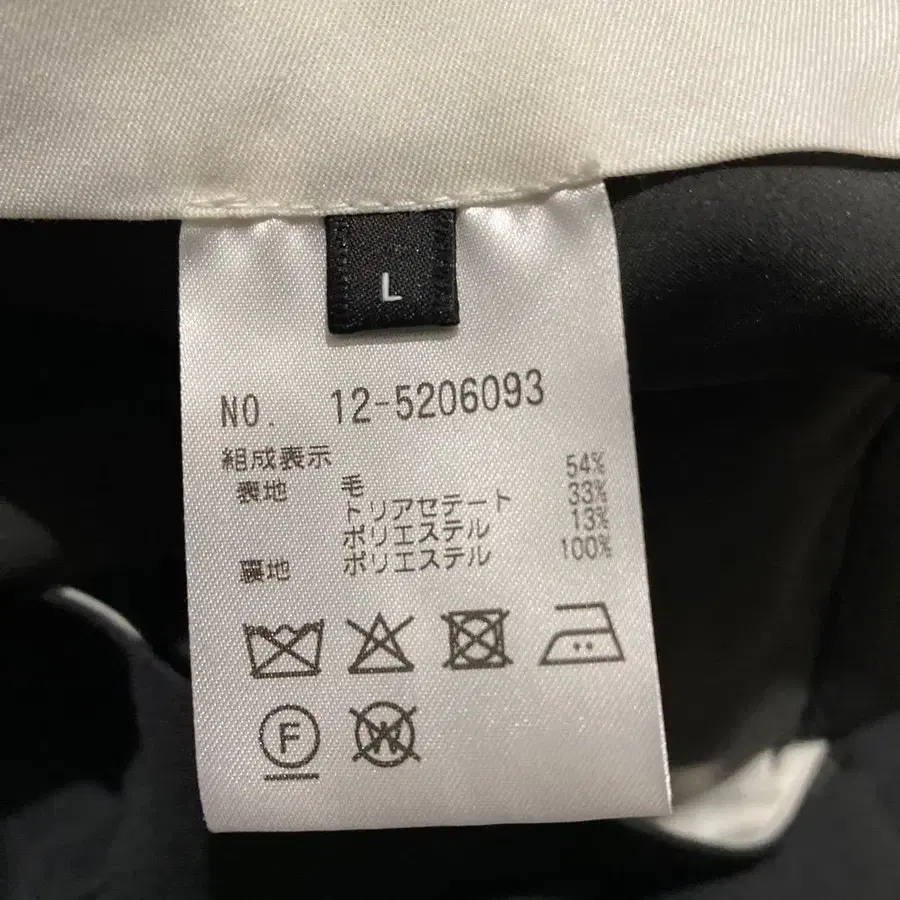 L
NO. 12-5206093
組成表示
表地 毛 54%
トリアセテート 33%
ポリエステル 13%
裏地 ポリエステル 100%
F W